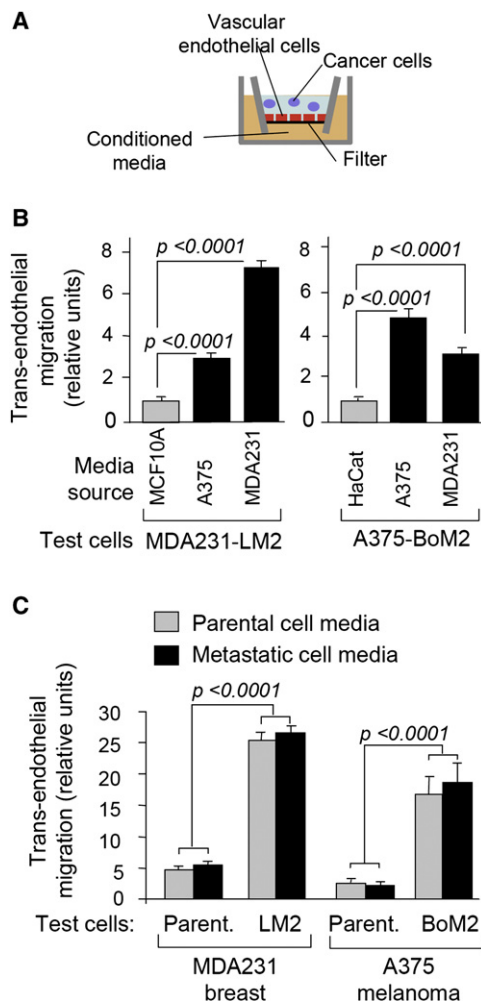 A
Vascular
endothelial cells
Cancer cells
Conditioned
media
Filter
B
Trans-endothelial
migration
(relative units)
8
6
4
2
0
p <0.0001
p <0.0001
8
6
4
2
0
p <0.0001
p <0.0001
Media
source
MCF10A
A375
MDA231
HaCat
A375
MDA231
Test cells
MDA231-LM2
A375-BoM2
C
Parental cell media
Metastatic cell media
Trans-endothelial
migration (relative units)
30
25
20
15
10
5
0
p <0.0001
p <0.0001
Test cells: Parent. LM2 Parent. BoM2
MDA231
breast
A375
melanoma